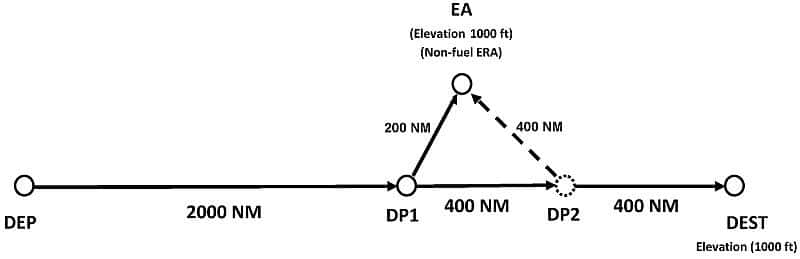 EA
(Elevation 1000 ft)
(Non-fuel ERA)
200 NM
400 NM
DEP
2000 NM
DP1
400 NM
DP2
400 NM
DEST
Elevation (1000 ft)